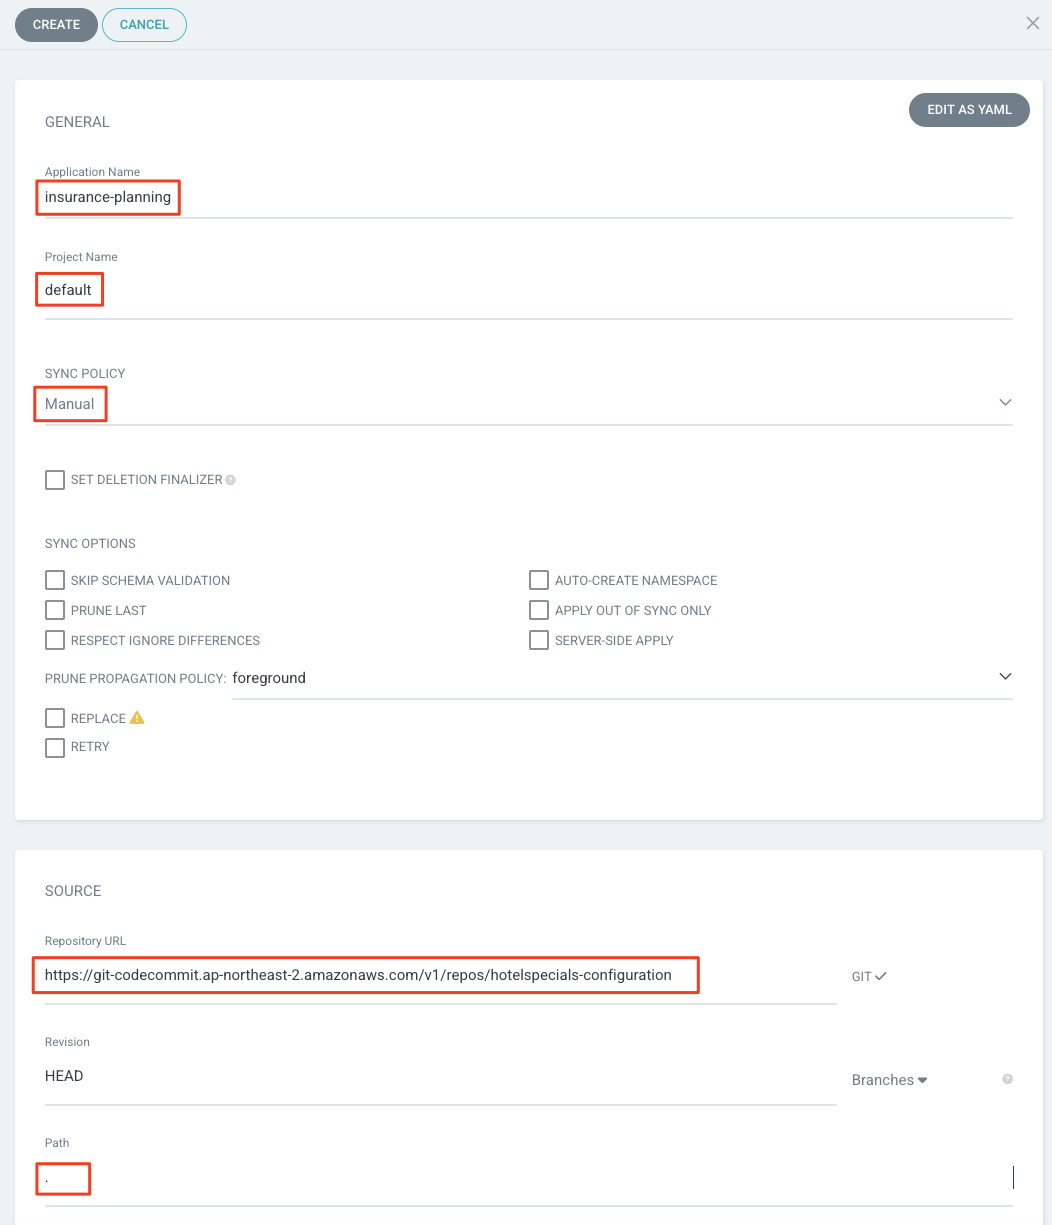 CREATE CANCEL
EDIT AS YAML
GENERAL
Application Name
insurance-planning
Project Name
default
SYNC POLICY
Manual
SET DELETION FINALIZER ?
SYNC OPTIONS
SKIP SCHEMA VALIDATION AUTO-CREATE NAMESPACE
PRUNE LAST APPLY OUT OF SYNC ONLY
RESPECT IGNORE DIFFERENCES SERVER-SIDE APPLY
PRUNE PROPAGATION POLICY: foreground
REPLACE
RETRY
SOURCE
Repository URL
https://git-codecommit.ap-northeast-2.amazonaws.com/v1/repos/hotelspecials-configuration GIT
Revision
HEAD Branches ?
Path
.